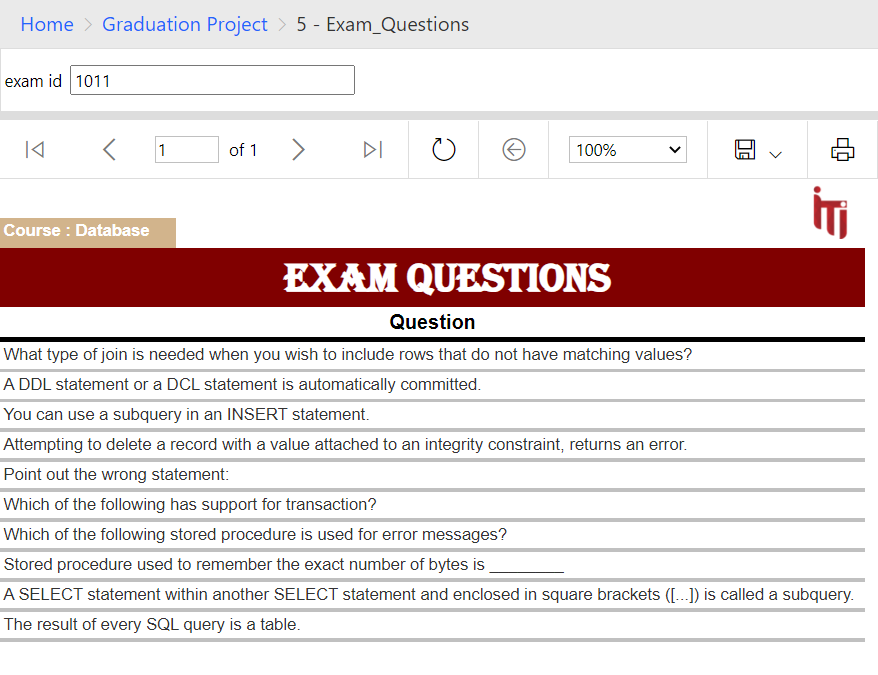 Home > Graduation Project > 5 - Exam_Questions
exam id 1011
1 of 1 100%
iTi
Course : Database
EXAM QUESTIONS
Question
What type of join is needed when you wish to include rows that do not have matching values?
A DDL statement or a DCL statement is automatically committed.
You can use a subquery in an INSERT statement.
Attempting to delete a record with a value attached to an integrity constraint, returns an error.
Point out the wrong statement:
Which of the following has support for transaction?
Which of the following stored procedure is used for error messages?
Stored procedure used to remember the exact number of bytes is ________
A SELECT statement within another SELECT statement and enclosed in square brackets ([...]) is called a subquery.
The result of every SQL query is a table.